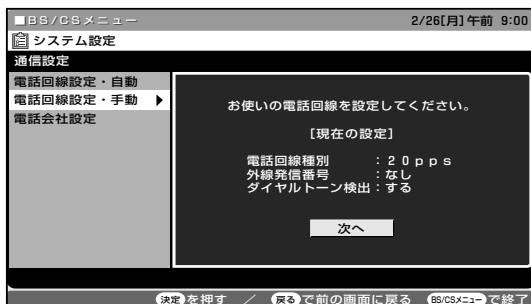 ■BS/CSメニュー 2/26[月]午前 9:00
システム設定
通信設定
電話回線設定・自動
電話回線設定・手動 ▶
電話会社設定
お使いの電話回線を設定してください。
[現在の設定]
電話回線種別 :20pps
外線発信番号 :なし
ダイヤルトーン検出:する
次へ
決定を押す / 戻るで前の画面に戻る BS/CSメニューで終了